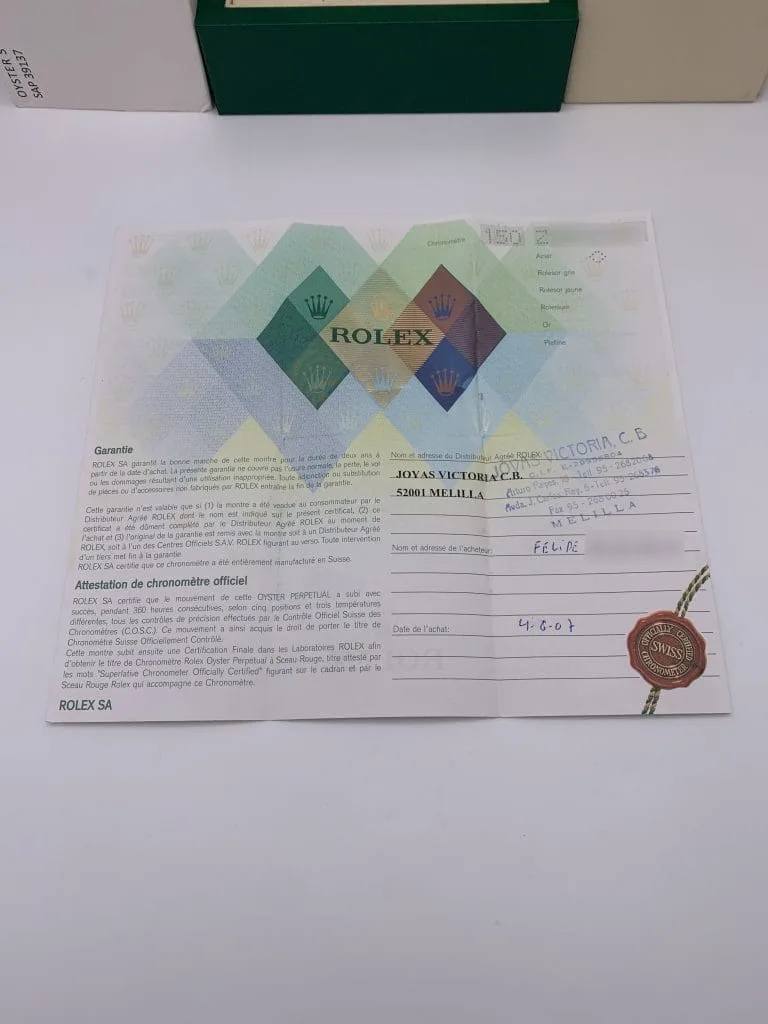 OYSTER S
SAP 39137
Chronomètre
150 Z
Acier
Rolesor gris
Rolesor jaune
Rolesium
Or
Platine
ROLEX
Garantie
ROLEX SA garantit la bonne marche de cette montre pour la durée de deux ans à
partir de la date d'achat. La présente garantie ne couvre pas l'usure normale, la perte, le vol
ou les dommages résultant d'une utilisation inappropriée. Toute adjonction ou substitution
de pièces ou d'accessoires non fabriqués par ROLEX entraîne la fin de la garantie.
Cette garantie n'est valable que si (1) la montre a été vendue au consommateur par le
Distributeur Agréé ROLEX dont le nom est indiqué sur le présent certificat, (2) ce
certificat a été dûment complété par le Distributeur Agréé ROLEX au moment de
l'achat et (3) l'original de la garantie est remis avec la montre soit à un Distributeur Agréé
ROLEX, soit à l'un des Centres Officiels S.A.V. ROLEX figurant au verso. Toute intervention
d'un tiers met fin à la garantie.
ROLEX SA certifie que ce chronomètre a été entièrement manufacturé en Suisse.
Attestation de chronomètre officiel
ROLEX SA certifie que le mouvement de cette OYSTER PERPETUAL a subi avec
succès, pendant 360 heures consécutives, selon cinq positions et trois températures
différentes, tous les contrôles de précision effectués par le Contrôle Officiel Suisse des
Chronomètres (C.O.S.C.). Ce mouvement a ainsi acquis le droit de porter le titre de
Chronomètre Suisse Officiellement Contrôlé.
Cette montre subit ensuite une Certification Finale dans les Laboratoires ROLEX afin
d'obtenir le titre de Chronomètre Rolex Oyster Perpetual à Sceau Rouge, titre attesté par
les mots "Superlative Chronometer Officially Certified" figurant sur le cadran et par le
Sceau Rouge Rolex qui accompagne ce Chronomètre.
ROLEX SA
Nom et adresse du Distributeur Agréé ROLEX:
JOYAS VICTORIA C.B.
52001 MELILLA
JOYAS VICTORIA, C. B
MELILLA
Nom et adresse de l'acheteur:
FÉLIPE
Date de l'achat:
4-6-07
OFFICIALLY CERTIFIED
SWISS
CHRONOMETER